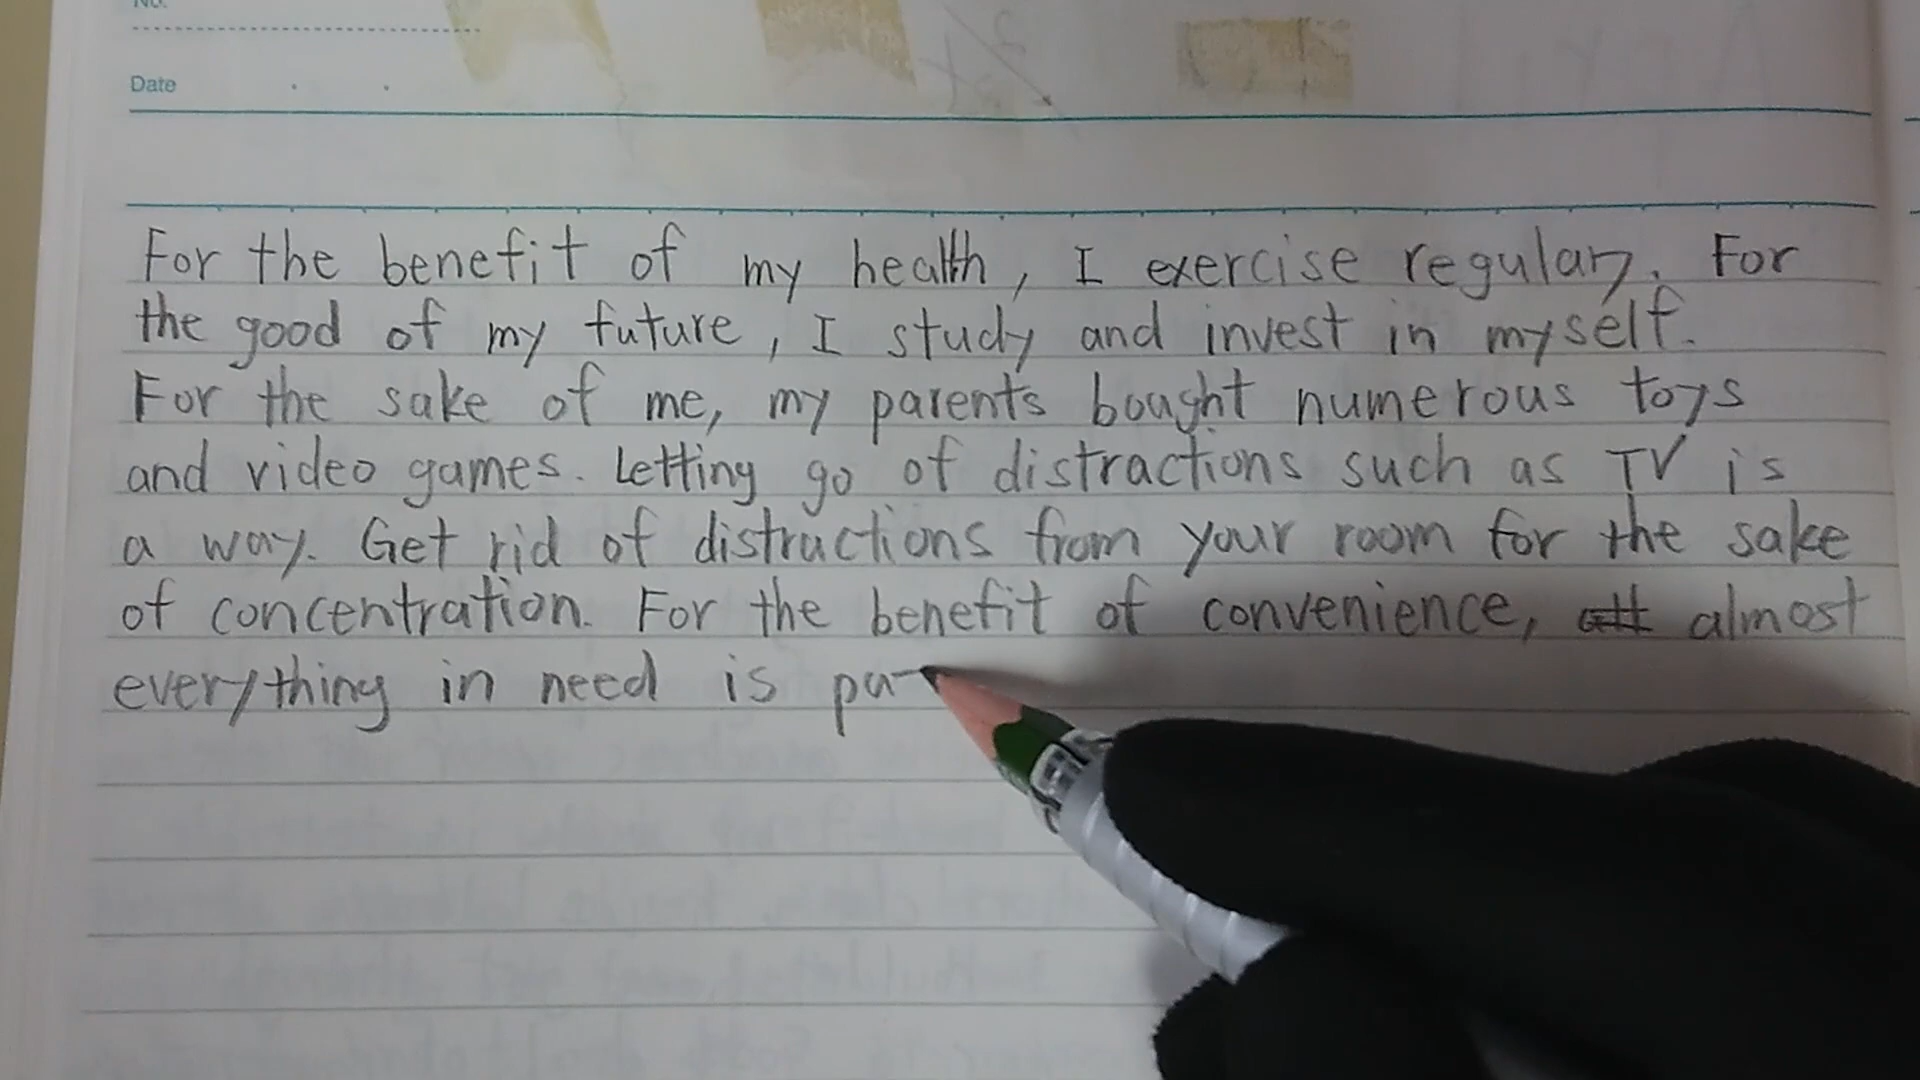 No.
Date
For the benefit of my health, I exercise regulary. For
the good of my future, I study and invest in myself.
For the sake of me, my parents bought numerous toys
and video games. Letting go of distractions such as TV is
a way. Get rid of distractions from your room for the sake
of concentration. For the benefit of convenience, almost
everything in need is pu